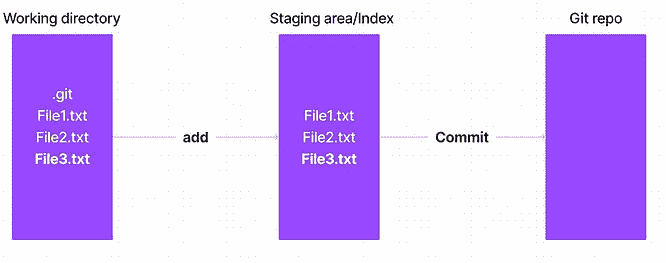 Working directory
Staging area/Index
Git repo
.git
File1.txt
File2.txt
File3.txt
add
File1.txt
File2.txt
File3.txt
Commit